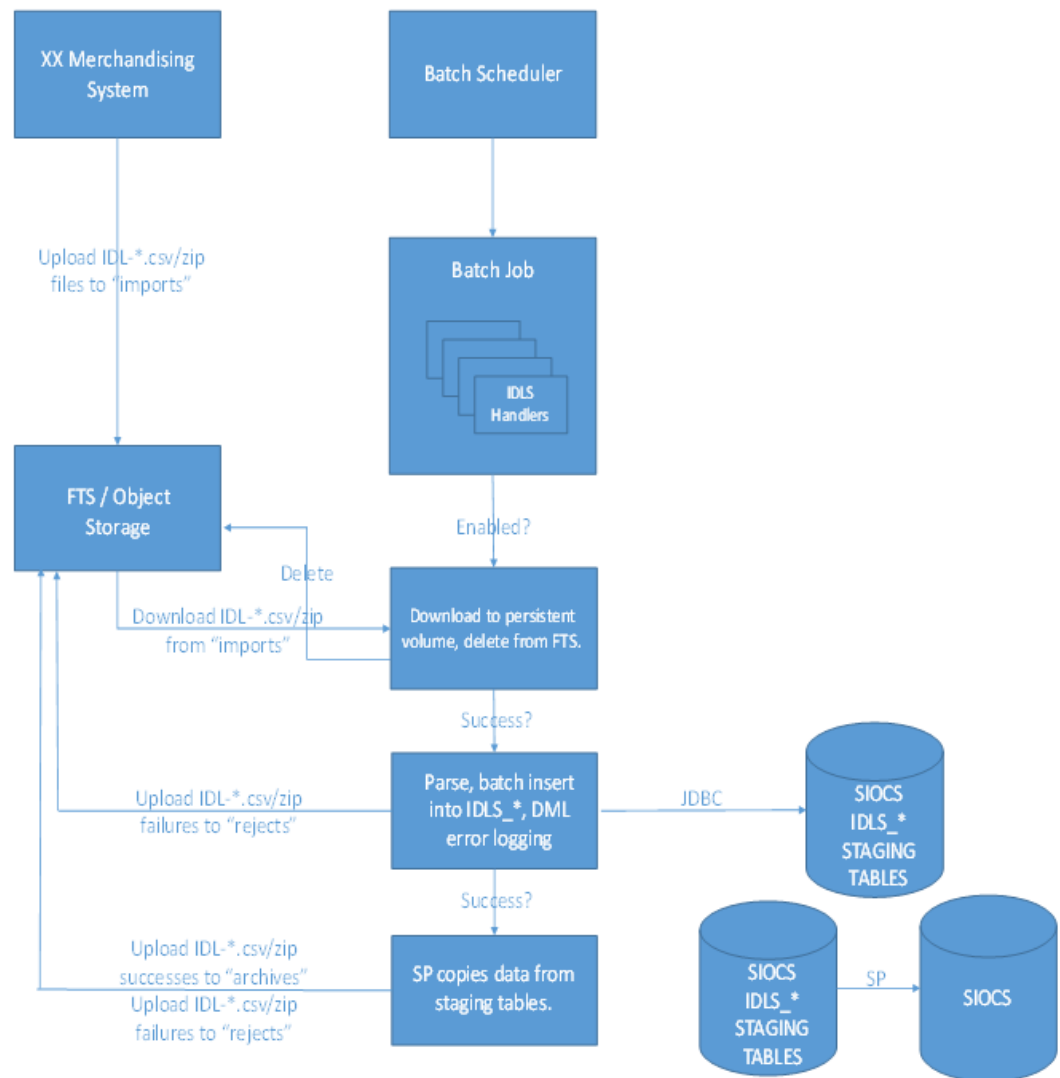 XX Merchandising
System
Batch Scheduler
Upload IDL-*.csv/zip
files to “imports”
Batch Job
IDLS
Handlers
FTS / Object
Storage
Enabled?
Delete
Download IDL-*.csv/zip
from “imports”
Download to persistent
volume, delete from FTS.
Success?
Upload IDL-*.csv/zip
failures to “rejects”
Parse, batch insert
into IDLS_*, DML
error logging
JDBC
SIOCS
IDLS_*
STAGING
TABLES
Success?
Upload IDL-*.csv/zip
successes to “archives”
Upload IDL-*.csv/zip
failures to “rejects”
SP copies data from
staging tables.
SIOCS
IDLS_*
STAGING
TABLES
SP
SIOCS